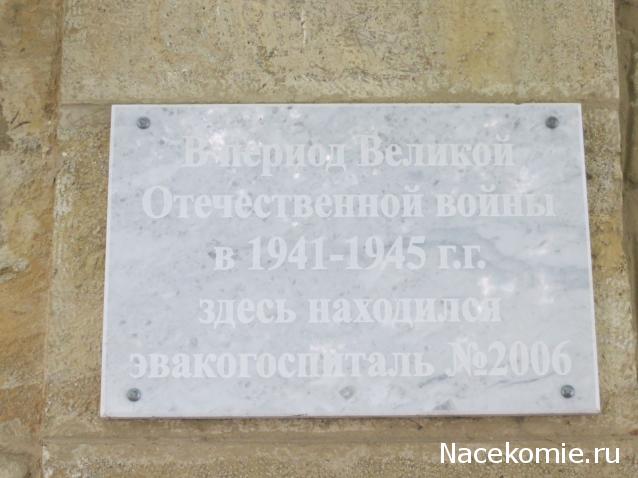 В период Великой
Отечественной войны
в 1941-1945 г.г.
здесь находился
эвакогоспиталь №2006
Nacekomie.ru